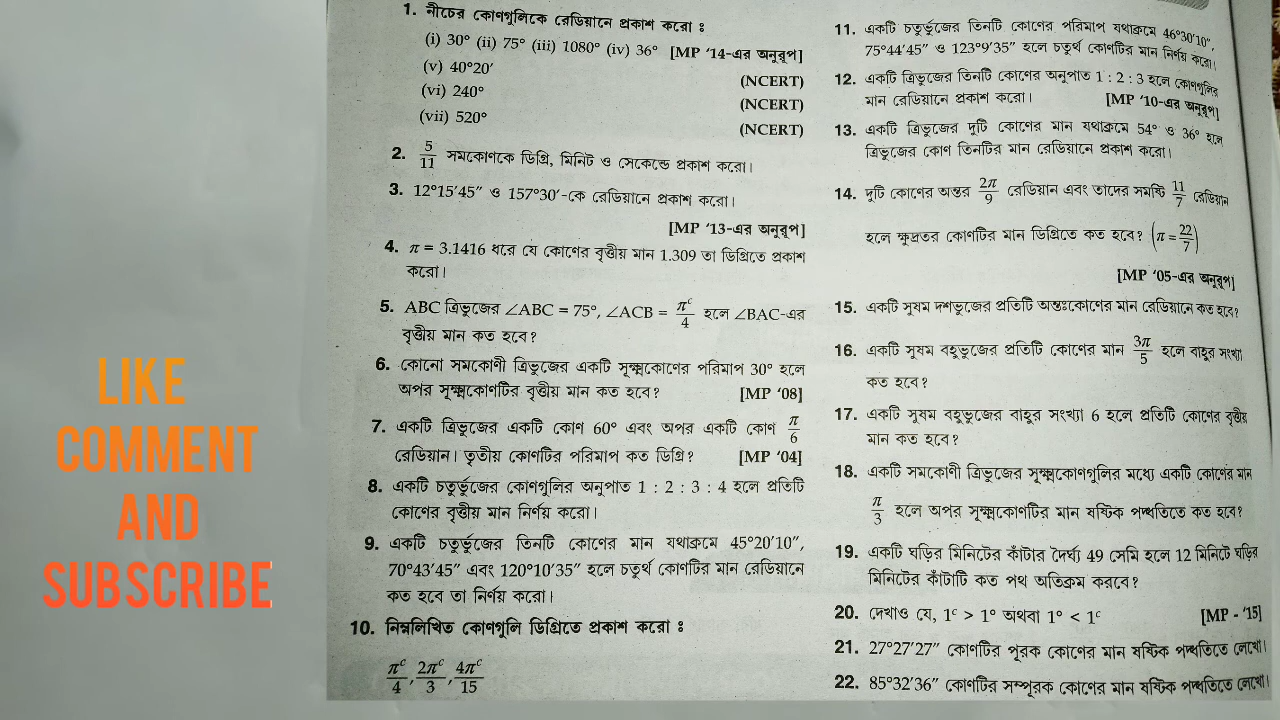 LIKE
COMMENT
AND
SUBSCRIBE
1. নীচের কোণগুলিকে রেডিয়ানে প্রকাশ করো :
(i) 30° (ii) 75° (iii) 1080° (iv) 36° [MP '14-এর অনুরূপ]
(v) 40°20′ (NCERT)
(vi) 240° (NCERT)
(vii) 520° (NCERT)
2. 5/11 সমকোণকে ডিগ্রি, মিনিট ও সেকেন্ডে প্রকাশ করো।
3. 12°15′45″ ও 157°30′-কে রেডিয়ানে প্রকাশ করো।
[MP '13-এর অনুরূপ]
4. π = 3.1416 ধরে যে কোণের বৃত্তীয় মান 1.309 তা ডিগ্রিতে প্রকাশ
করো।
5. ABC ত্রিভুজের ∠ABC = 75°, ∠ACB = πᶜ/4 হলে ∠BAC-এর
বৃত্তীয় মান কত হবে?
6. কোনো সমকোণী ত্রিভুজের একটি সূক্ষ্মকোণের পরিমাপ 30° হলে
অপর সূক্ষ্মকোণটির বৃত্তীয় মান কত হবে? [MP '08]
7. একটি ত্রিভুজের একটি কোণ 60° এবং অপর একটি কোণ π/6
রেডিয়ান। তৃতীয় কোণটির পরিমাপ কত ডিগ্রি? [MP '04]
8. একটি চতুর্ভুজের কোণগুলির অনুপাত 1 : 2 : 3 : 4 হলে প্রতিটি
কোণের বৃত্তীয় মান নির্ণয় করো।
9. একটি চতুর্ভুজের তিনটি কোণের মান যথাক্রমে 45°20′10″,
70°43′45″ এবং 120°10′35″ হলে চতুর্থ কোণটির মান রেডিয়ানে
কত হবে তা নির্ণয় করো।
10. নিম্নলিখিত কোণগুলি ডিগ্রিতে প্রকাশ করো :
πᶜ/4, 2πᶜ/3, 4πᶜ/15
11. একটি চতুর্ভুজের তিনটি কোণের পরিমাপ যথাক্রমে 46°30′10″,
75°44′45″ ও 123°9′35″ হলে চতুর্থ কোণটির মান নির্ণয় করো।
12. একটি ত্রিভুজের তিনটি কোণের অনুপাত 1 : 2 : 3 হলে কোণগুলির
মান রেডিয়ানে প্রকাশ করো। [MP '10-এর অনুরূপ]
13. একটি ত্রিভুজের দুটি কোণের মান যথাক্রমে 54° ও 36° হলে
ত্রিভুজের কোণ তিনটির মান রেডিয়ানে প্রকাশ করো।
14. দুটি কোণের অন্তর 2π/9 রেডিয়ান এবং তাদের সমষ্টি 11/7 রেডিয়ান
হলে ক্ষুদ্রতর কোণটির মান ডিগ্রিতে কত হবে? (π = 22/7)
[MP '05-এর অনুরূপ]
15. একটি সুষম দশভুজের প্রতিটি অন্তঃকোণের মান রেডিয়ানে কত হবে?
16. একটি সুষম বহুভুজের প্রতিটি কোণের মান 3π/5 হলে বাহুর সংখ্যা
কত হবে?
17. একটি সুষম বহুভুজের বাহুর সংখ্যা 6 হলে প্রতিটি কোণের বৃত্তীয়
মান কত হবে?
18. একটি সমকোণী ত্রিভুজের সূক্ষ্মকোণগুলির মধ্যে একটি কোণের মান
π/3 হলে অপর সূক্ষ্মকোণটির মান ষষ্টিক পদ্ধতিতে কত হবে?
19. একটি ঘড়ির মিনিটের কাঁটার দৈর্ঘ্য 49 সেমি হলে 12 মিনিটে ঘড়ির
মিনিটের কাঁটাটি কত পথ অতিক্রম করবে?
20. দেখাও যে, 1ᶜ > 1° অথবা 1° < 1ᶜ [MP - '15]
21. 27°27′27″ কোণটির পূরক কোণের মান ষষ্টিক পদ্ধতিতে লেখো।
22. 85°32′36″ কোণটির সম্পূরক কোণের মান ষষ্টিক পদ্ধতিতে লেখো।